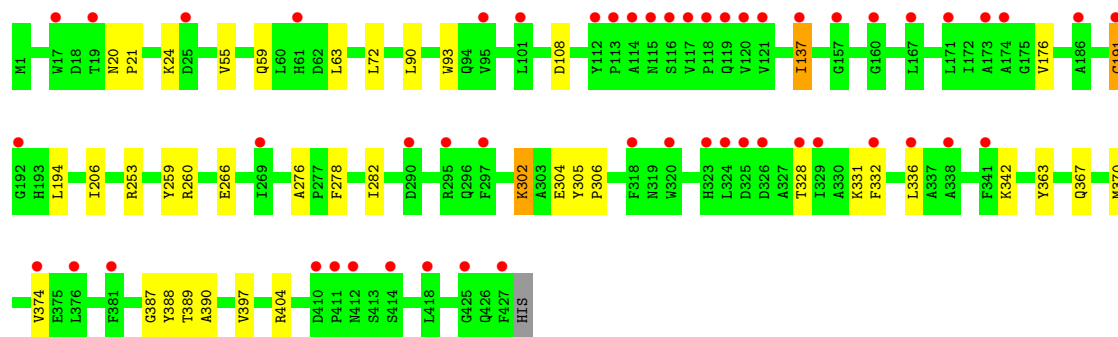 M1 W17 D18 T19 N20 P21 K24 D25 V55 Q59 L60 H61 D62 L63 L72 L90 W93 Q94 V95 L101 D108 Y112 P113 A114 N115 S116 V117 P118 Q119 V120 V121 I137 G157 G160 L167 L171 I172 A173 A174 G175 V176 A186 G191
G192 H193 L194 I206 R253 Y259 R260 E266 I269 A276 P277 F278 I282 D290 R295 Q296 F297 K302 A303 E304 Y305 P306 F318 N319 W320 H323 L324 D325 D326 A327 T328 I329 A330 K331 F332 L336 A337 A338 F341 K342 Y363 Q367 M370
V374 E375 L376 F381 G387 Y388 T389 A390 V397 R404 D410 P411 N412 S413 S414 L418 G425 Q426 F427 HIS